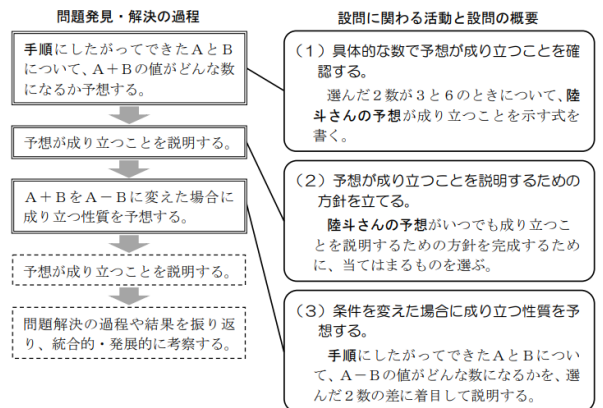 問題発見・解決の過程
手順にしたがってできたAとB
について、A+Bの値がどんな数
になるか予想する。
予想が成り立つことを説明する。
A+BをA-Bに変えた場合に
成り立つ性質を予想する。
予想が成り立つことを説明する。
問題解決の過程や結果を振り返
り、統合的・発展的に考察する。
設問に関わる活動と設問の概要
(1)具体的な数で予想が成り立つことを確
認する。
選んだ2数が3と6のときについて、陸
斗さんの予想が成り立つことを示す式を
書く。
(2)予想が成り立つことを説明するための
方針を立てる。
陸斗さんの予想がいつでも成り立つこ
とを説明するための方針を完成するため
に、当てはまるものを選ぶ。
(3)条件を変えた場合に成り立つ性質を予
想する。
手順にしたがってできたAとBについ
て、A-Bの値がどんな数になるかを、選
んだ2数の差に着目して説明する。